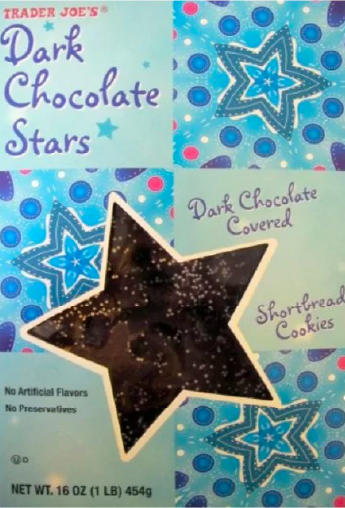 TRADER JOE'S®
Dark
Chocolate
Stars
Dark Chocolate
Covered
Shortbread
Cookies
No Artificial Flavors
No Preservatives
NET WT. 16 OZ (1 LB) 454g